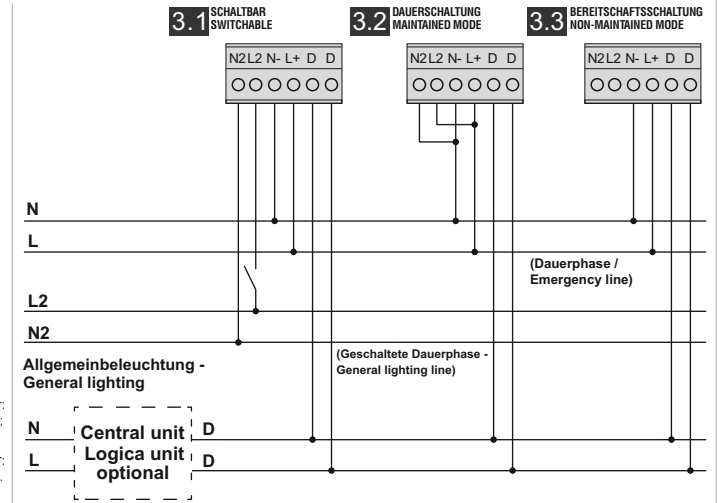 3.1 SCHALTBAR
SWITCHABLE
3.2 DAUERSCHALTUNG
MAINTAINED MODE
3.3 BEREITSCHAFTSSCHALTUNG
NON-MAINTAINED MODE
N2 L2 N- L+ D D
N2 L2 N- L+ D D
N2 L2 N- L+ D D
N
L
(Dauerphase /
Emergency line)
L2
N2
Allgemeinbeleuchtung -
General lighting
(Geschaltete Dauerphase -
General lighting line)
N
Central unit
D
L
Logica unit
D
optional